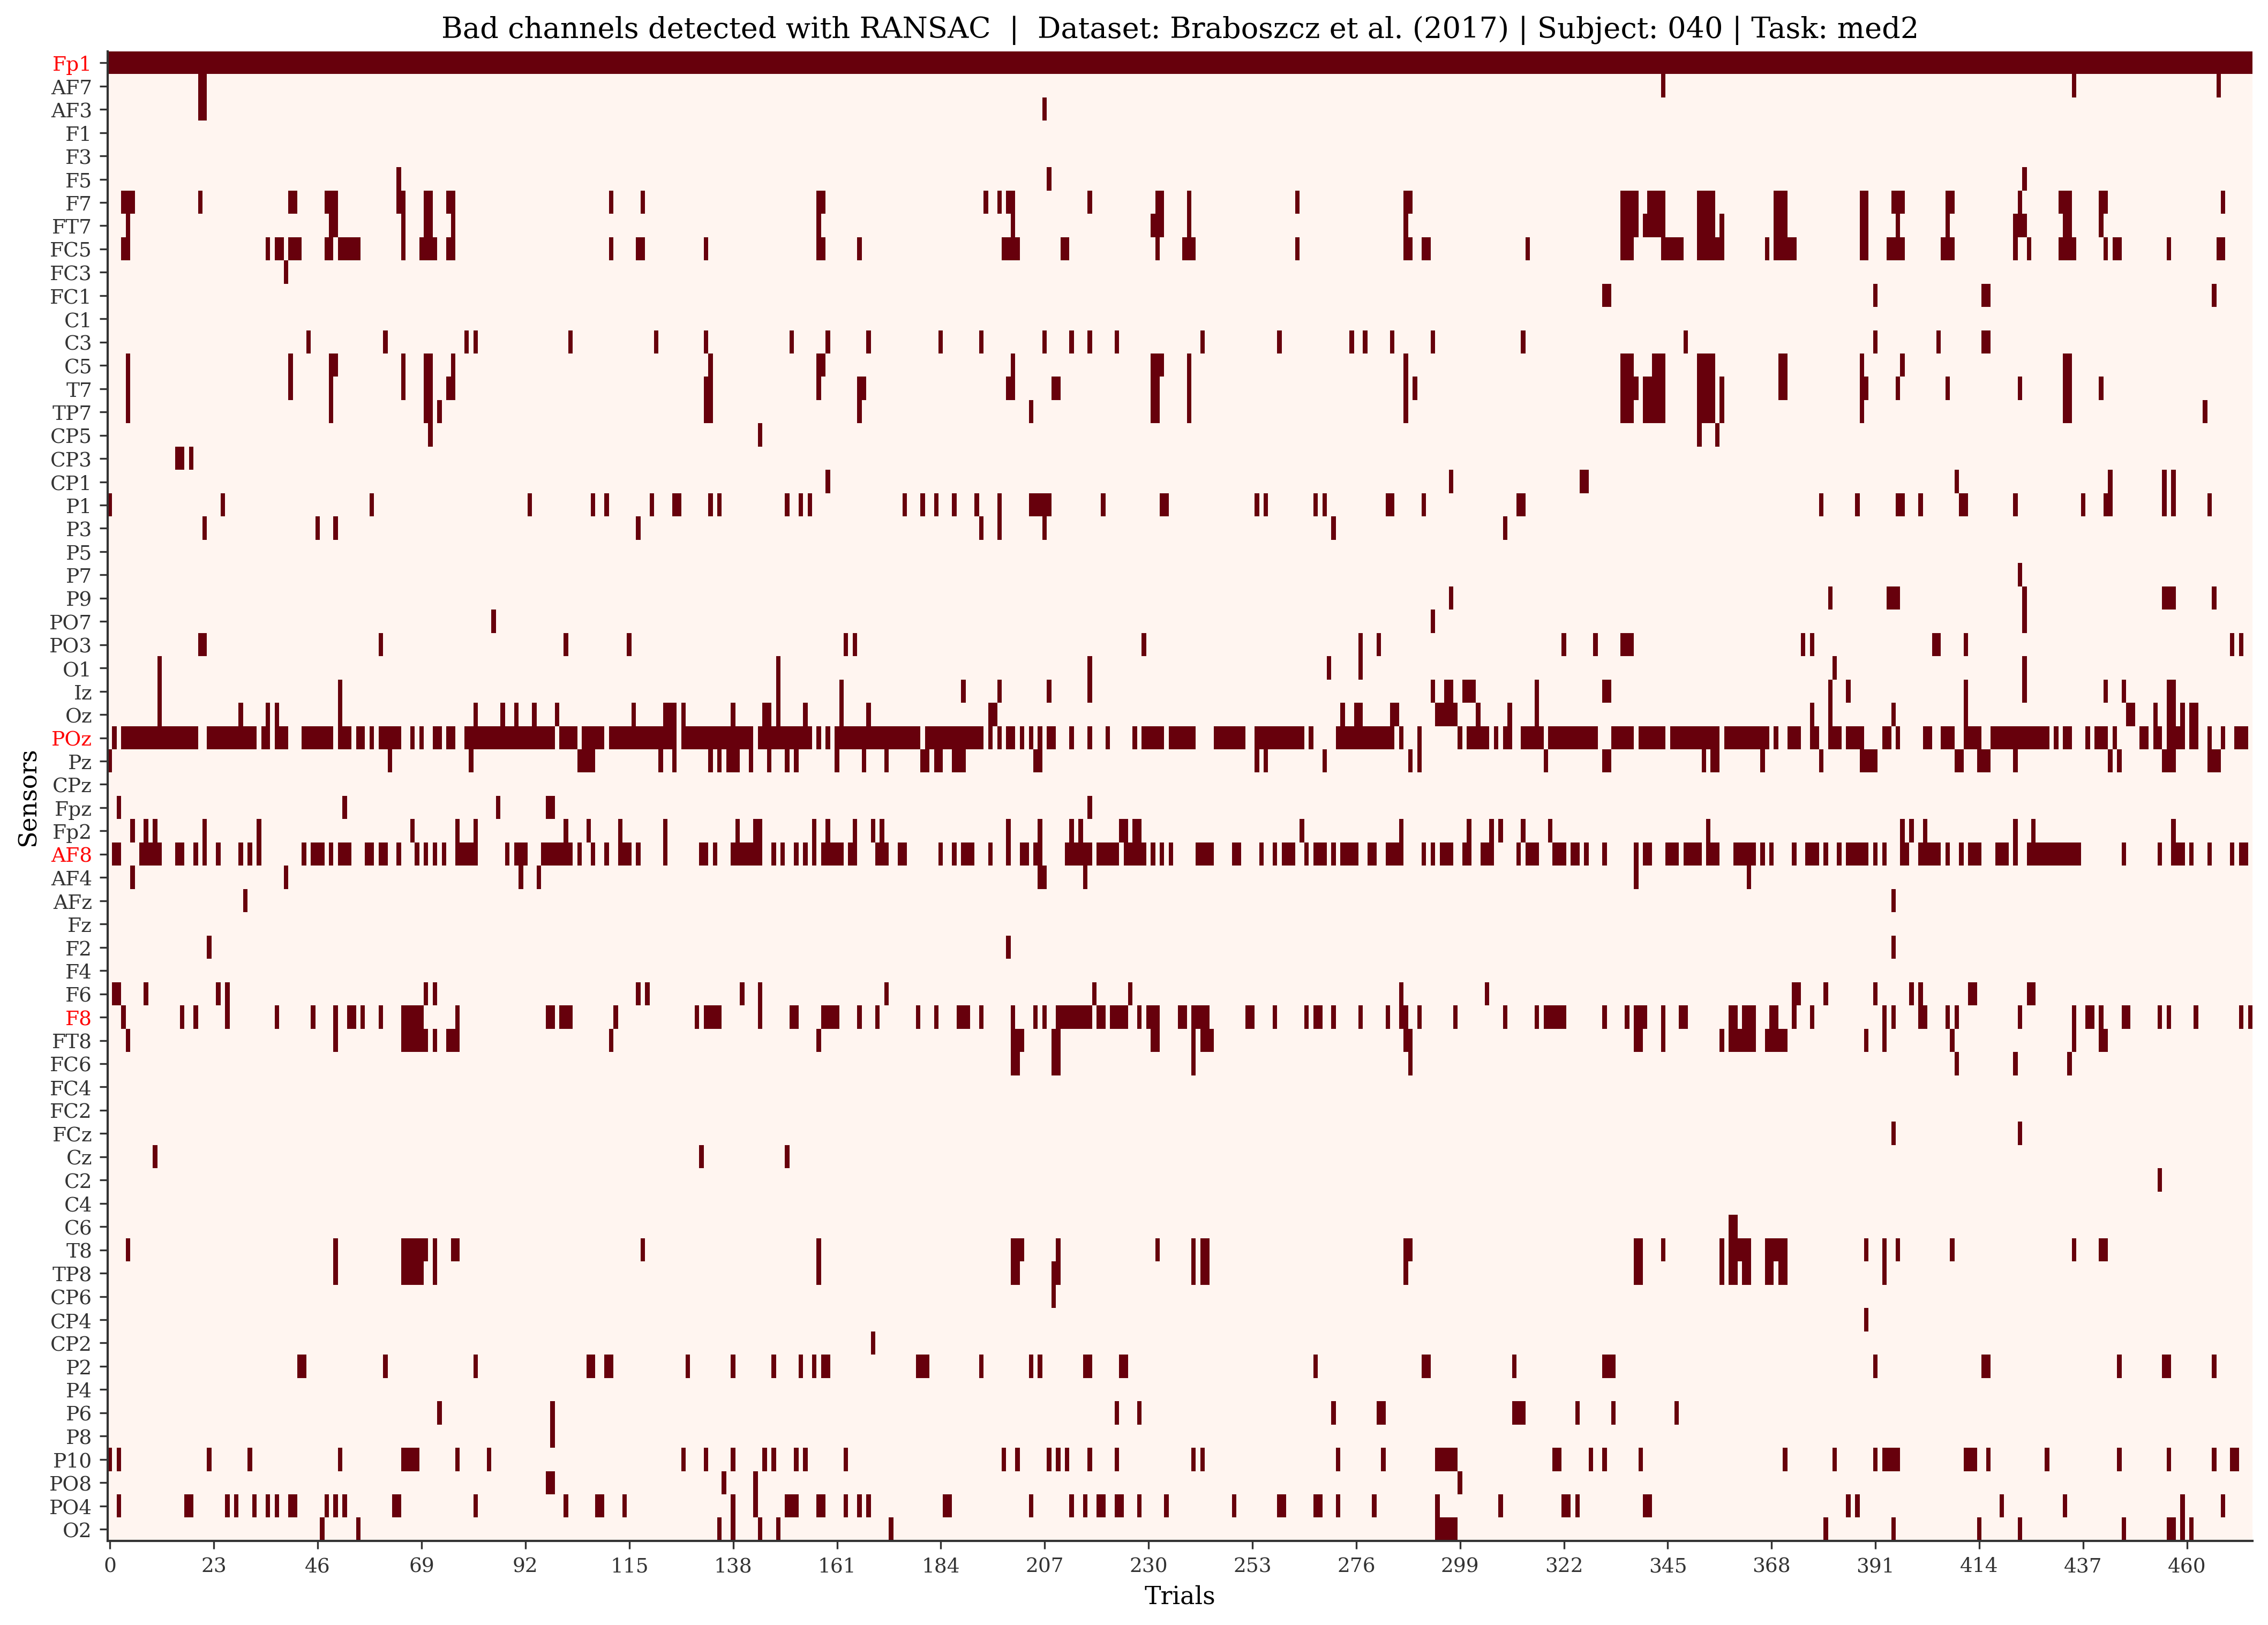 Bad channels detected with RANSAC | Dataset: Braboszcz et al. (2017) | Subject: 040 | Task: med2
Sensors
Fp1
AF7
AF3
F1
F3
F5
F7
FT7
FC5
FC3
FC1
C1
C3
C5
T7
TP7
CP5
CP3
CP1
P1
P3
P5
P7
P9
PO7
PO3
O1
Iz
Oz
POz
Pz
CPz
Fpz
Fp2
AF8
AF4
AFz
Fz
F2
F4
F6
F8
FT8
FC6
FC4
FC2
FCz
Cz
C2
C4
C6
T8
TP8
CP6
CP4
CP2
P2
P4
P6
P8
P10
PO8
PO4
O2
0 23 46 69 92 115 138 161 184 207 230 253 276 299 322 345 368 391 414 437 460
Trials